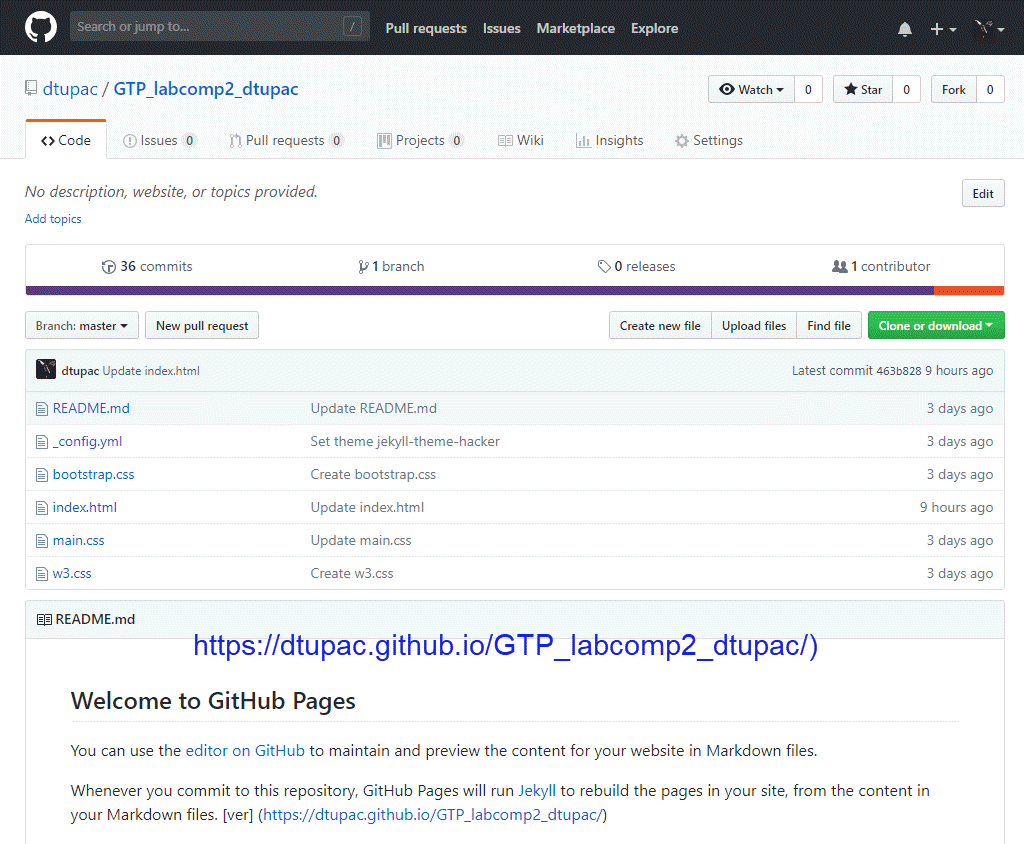 Search or jump to... /
Pull requests Issues Marketplace Explore
dtupac / GTP_labcomp2_dtupac
Watch 0 Star 0 Fork 0
Code Issues 0 Pull requests 0 Projects 0 Wiki Insights Settings
No description, website, or topics provided.
Edit
Add topics
36 commits 1 branch 0 releases 1 contributor
Branch: master New pull request Create new file Upload files Find file Clone or download
dtupac Update index.html Latest commit 463b828 9 hours ago
README.md Update README.md 3 days ago
_config.yml Set theme jekyll-theme-hacker 3 days ago
bootstrap.css Create bootstrap.css 3 days ago
index.html Update index.html 9 hours ago
main.css Update main.css 3 days ago
w3.css Create w3.css 3 days ago
README.md
https://dtupac.github.io/GTP_labcomp2_dtupac/)
Welcome to GitHub Pages
You can use the editor on GitHub to maintain and preview the content for your website in Markdown files.
Whenever you commit to this repository, GitHub Pages will run Jekyll to rebuild the pages in your site, from the content in
your Markdown files. [ver] (https://dtupac.github.io/GTP_labcomp2_dtupac/)